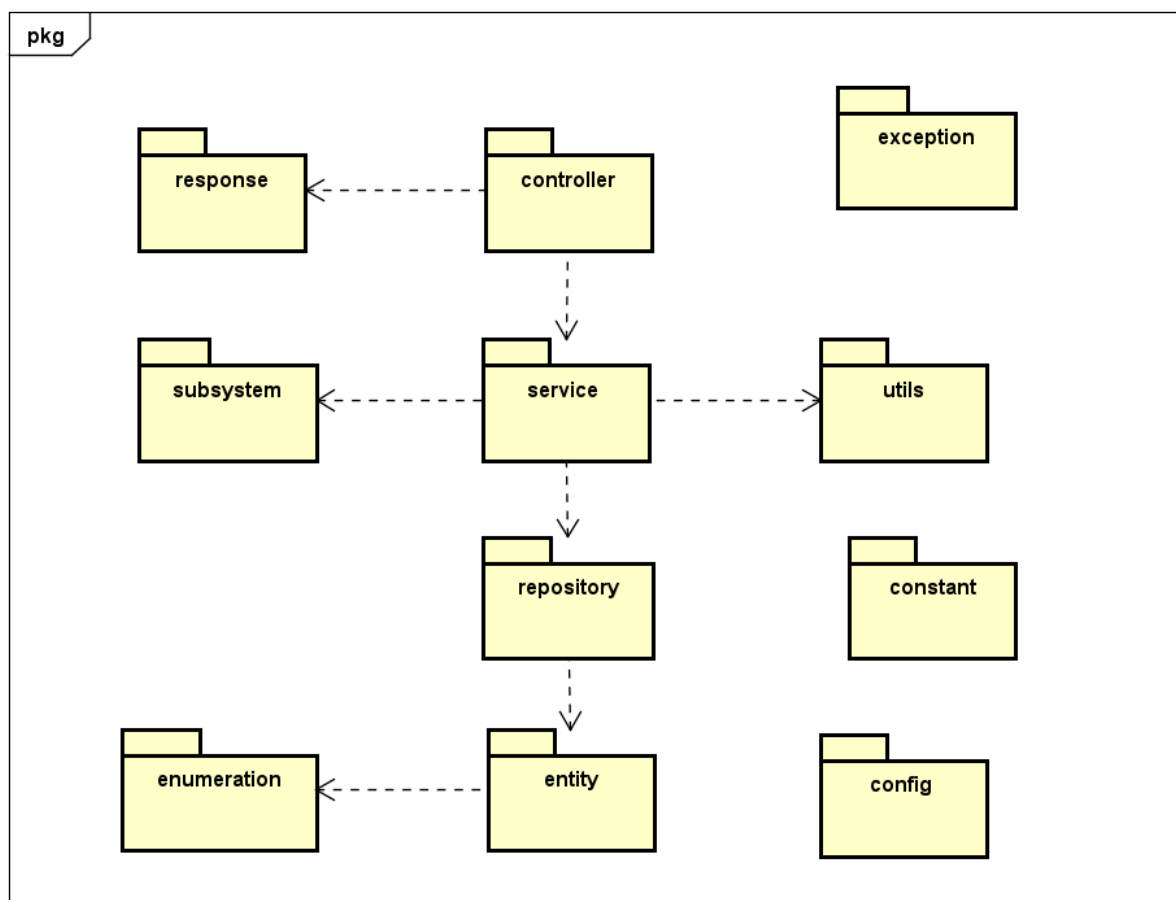 pkg
exception
response
controller
subsystem
service
utils
repository
constant
enumeration
entity
config